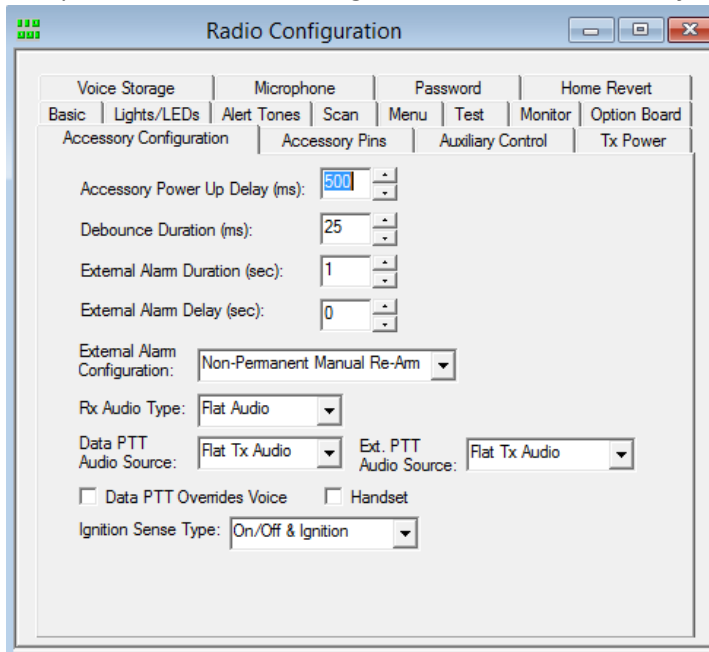 Radio Configuration
Voice Storage Microphone Password Home Revert
Basic Lights/LEDs Alert Tones Scan Menu Test Monitor Option Board
Accessory Configuration Accessory Pins Auxiliary Control Tx Power
Accessory Power Up Delay (ms): 500
Debounce Duration (ms): 25
External Alarm Duration (sec): 1
External Alarm Delay (sec): 0
External Alarm
Configuration: Non-Permanent Manual Re-Arm
Rx Audio Type: Flat Audio
Data PTT
Audio Source: Flat Tx Audio Ext. PTT
Audio Source: Flat Tx Audio
Data PTT Overrides Voice Handset
Ignition Sense Type: On/Off & Ignition